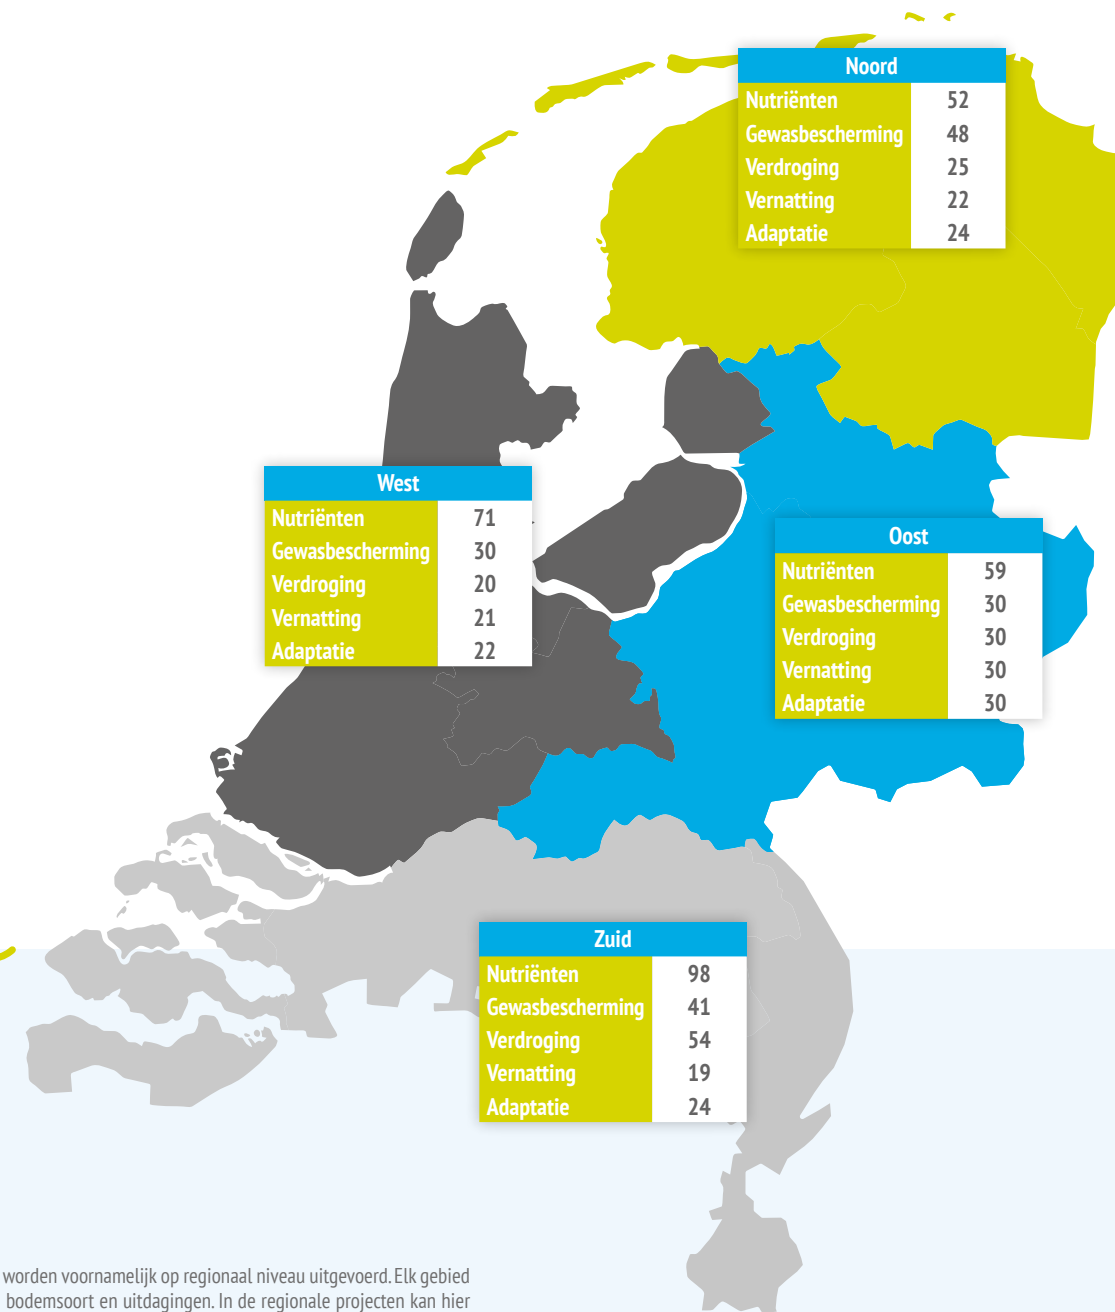 Noord
Nutriënten 52
Gewasbescherming 48
Verdroging 25
Vernatting 22
Adaptatie 24
West
Nutriënten 71
Gewasbescherming 30
Verdroging 20
Vernatting 21
Adaptatie 22
Oost
Nutriënten 59
Gewasbescherming 30
Verdroging 30
Vernatting 30
Adaptatie 30
Zuid
Nutriënten 98
Gewasbescherming 41
Verdroging 54
Vernatting 19
Adaptatie 24
worden voornamelijk op regionaal niveau uitgevoerd. Elk gebied
bodemsoort en uitdagingen. In de regionale projecten kan hier